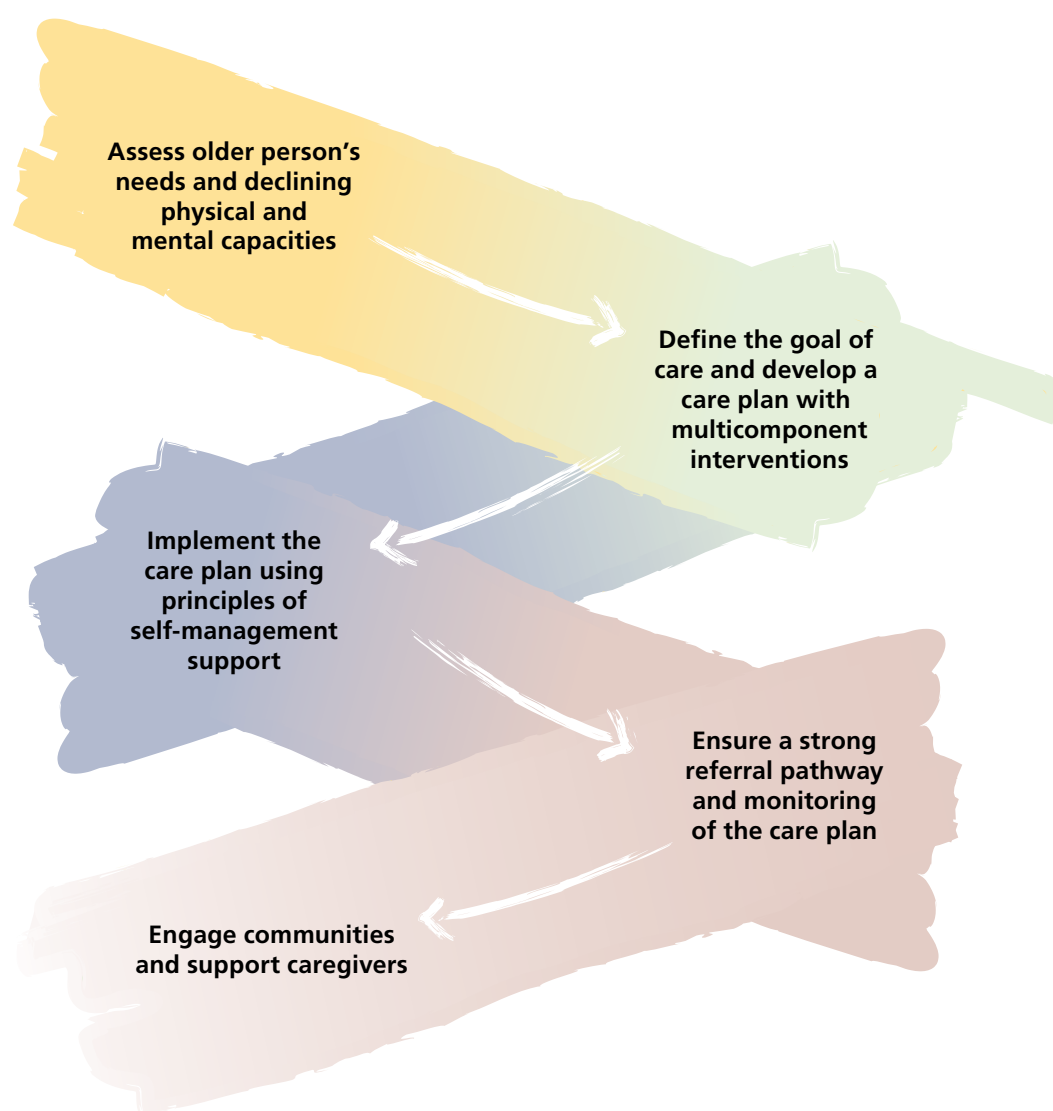 Assess older person’s
needs and declining
physical and
mental capacities
Define the goal of
care and develop a
care plan with
multicomponent
interventions
Implement the
care plan using
principles of
self-management
support
Ensure a strong
referral pathway
and monitoring
of the care plan
Engage communities
and support caregivers